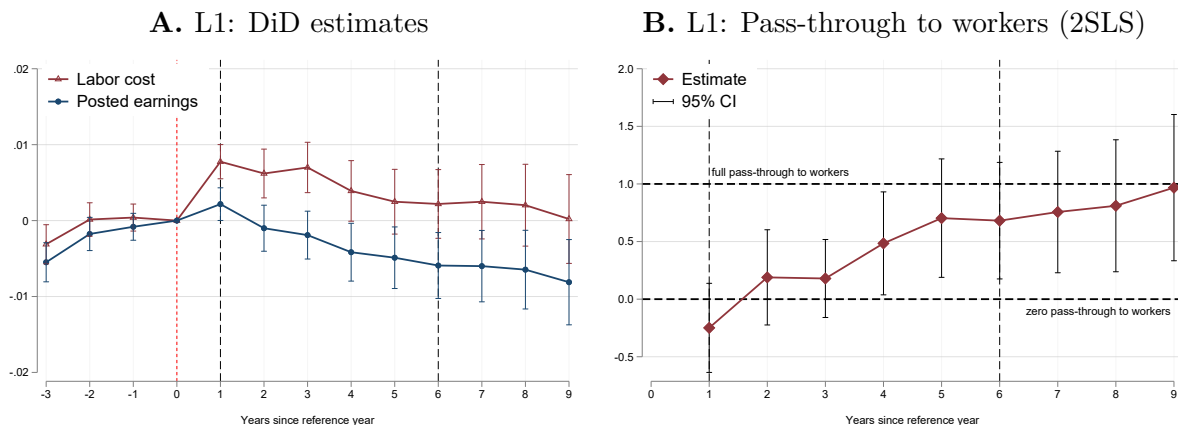 A. L1: DiD estimates
.02
.01
0
-.01
-.02
Labor cost
Posted earnings
-3 -2 -1 0 1 2 3 4 5 6 7 8 9
Years since reference year
B. L1: Pass-through to workers (2SLS)
2.0
1.5
1.0
0.5
0.0
-0.5
Estimate
95% CI
full pass-through to workers
zero pass-through to workers
0 1 2 3 4 5 6 7 8 9
Years since reference year